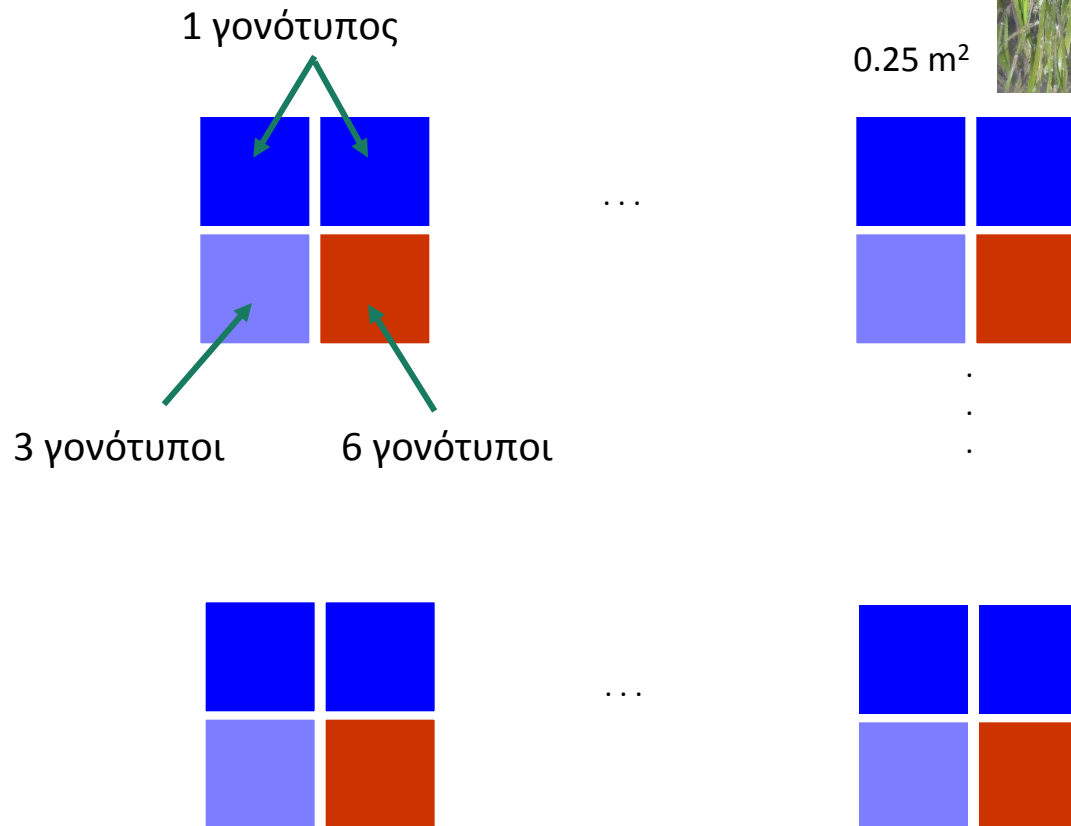 1 γονότυπος
0.25 m²
. . .
3 γονότυποι
6 γονότυποι
.
.
.
. . .